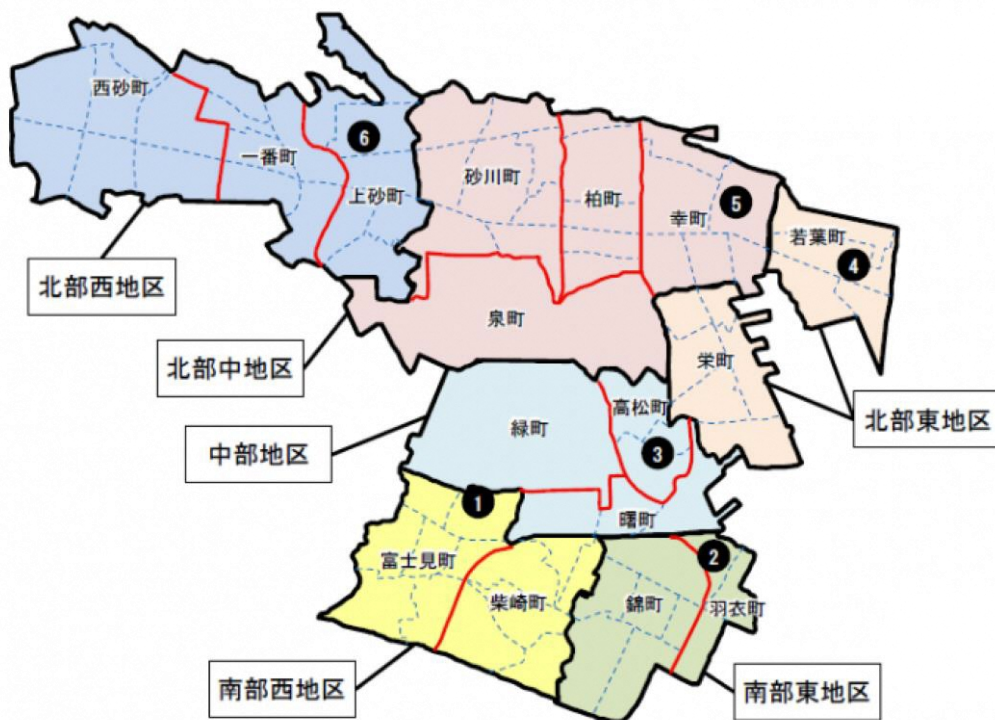 西砂町
一番町
6
上砂町
砂川町
柏町
幸町
5
若葉町
4
北部西地区
泉町
栄町
北部中地区
高松町
北部東地区
緑町
中部地区
3
1
曙町
2
富士見町
柴崎町
錦町
羽衣町
南部西地区
南部東地区